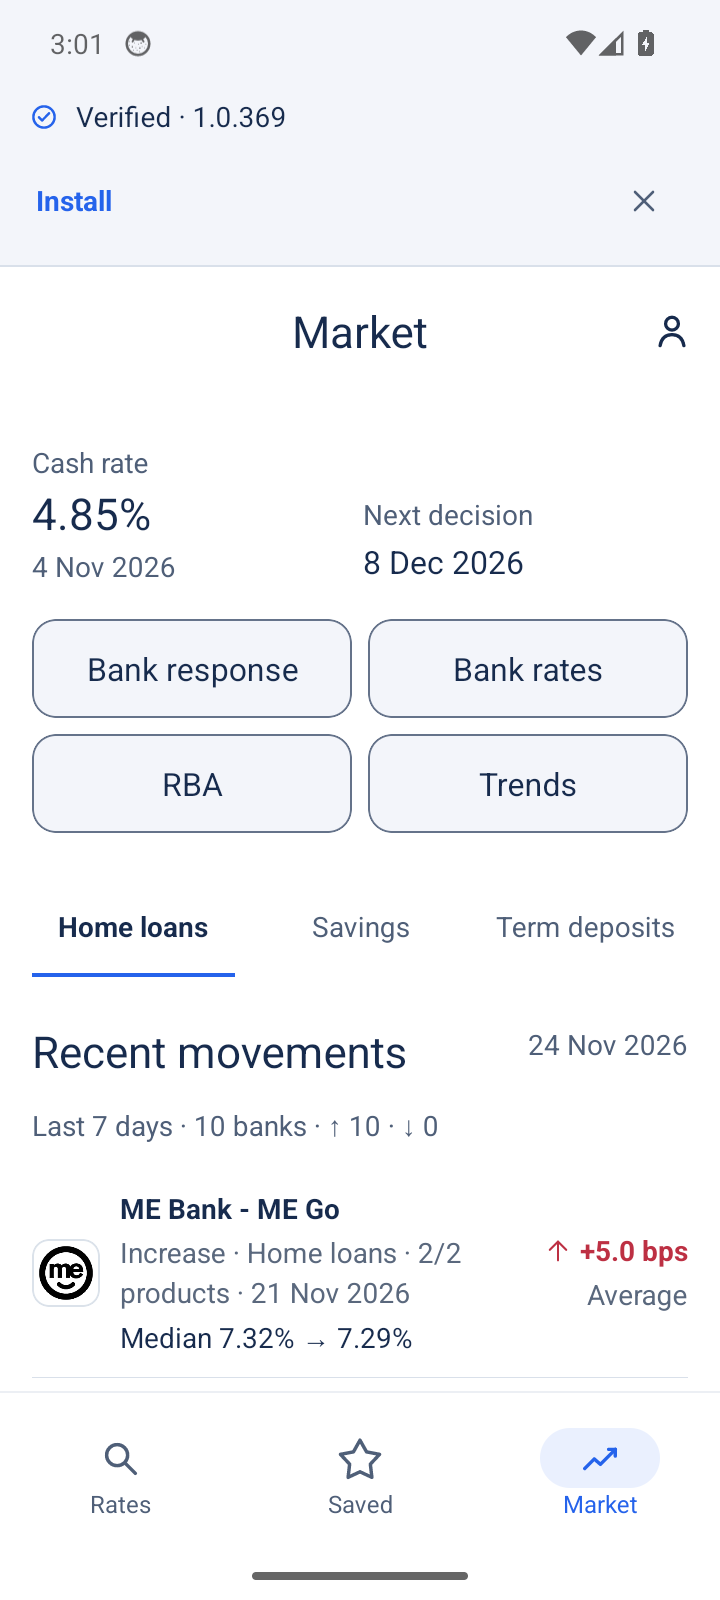 3:01
Verified · 1.0.369
Install
Market
Cash rate
4.85%
4 Nov 2026
Next decision
8 Dec 2026
Bank response
Bank rates
RBA
Trends
Home loans
Savings
Term deposits
Recent movements
24 Nov 2026
Last 7 days · 10 banks · ↑ 10 · ↓ 0
me
ME Bank - ME Go
Increase · Home loans · 2/2
products · 21 Nov 2026
Median 7.32% → 7.29%
↑ +5.0 bps
Average
Rates
Saved
Market